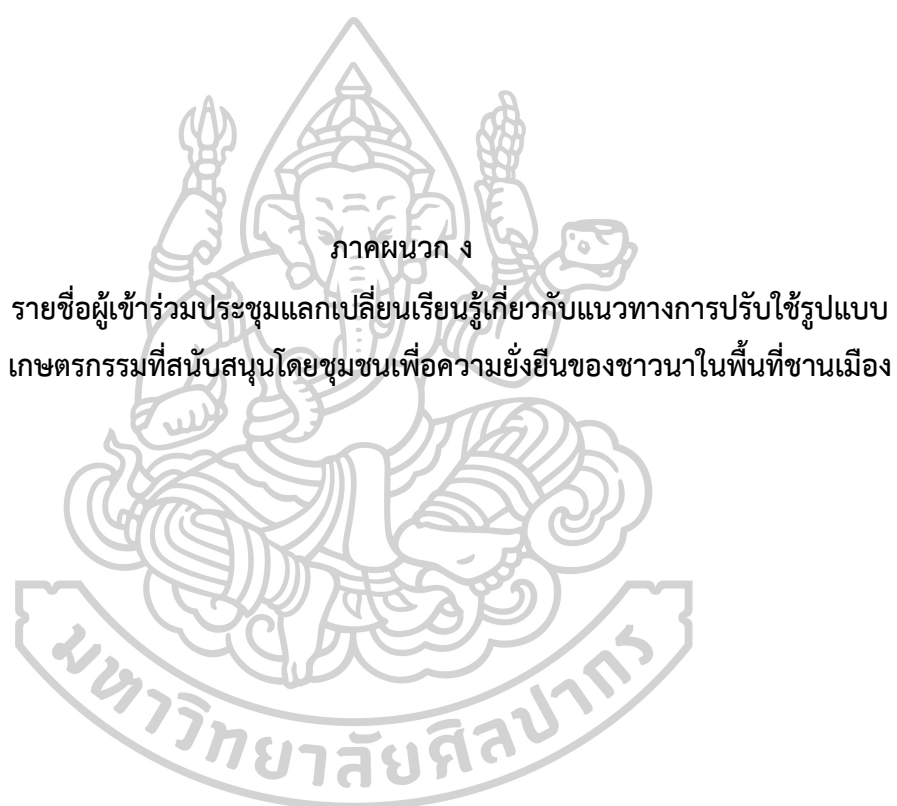 ภาคผนวก ง
รายชื่อผู้เข้าร่วมประชุมแลกเปลี่ยนเรียนรู้เกี่ยวกับแนวทางการปรับใช้รูปแบบ
เกษตรกรรมที่สนับสนุนโดยชุมชนเพื่อความยั่งยืนของชาวนาในพื้นที่ชานเมือง
มหาวิทยาลัยศิลปากร